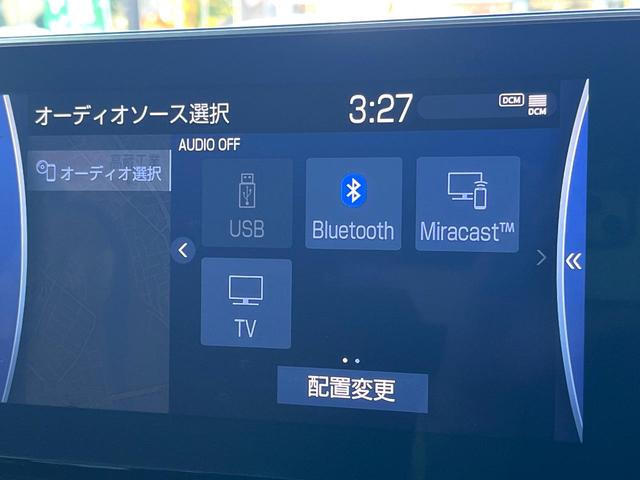 オーディオソース選択
3:27
DCM
DCM
AUDIO OFF
オーディオ選択
USB
Bluetooth
Miracast™
TV
配置変更